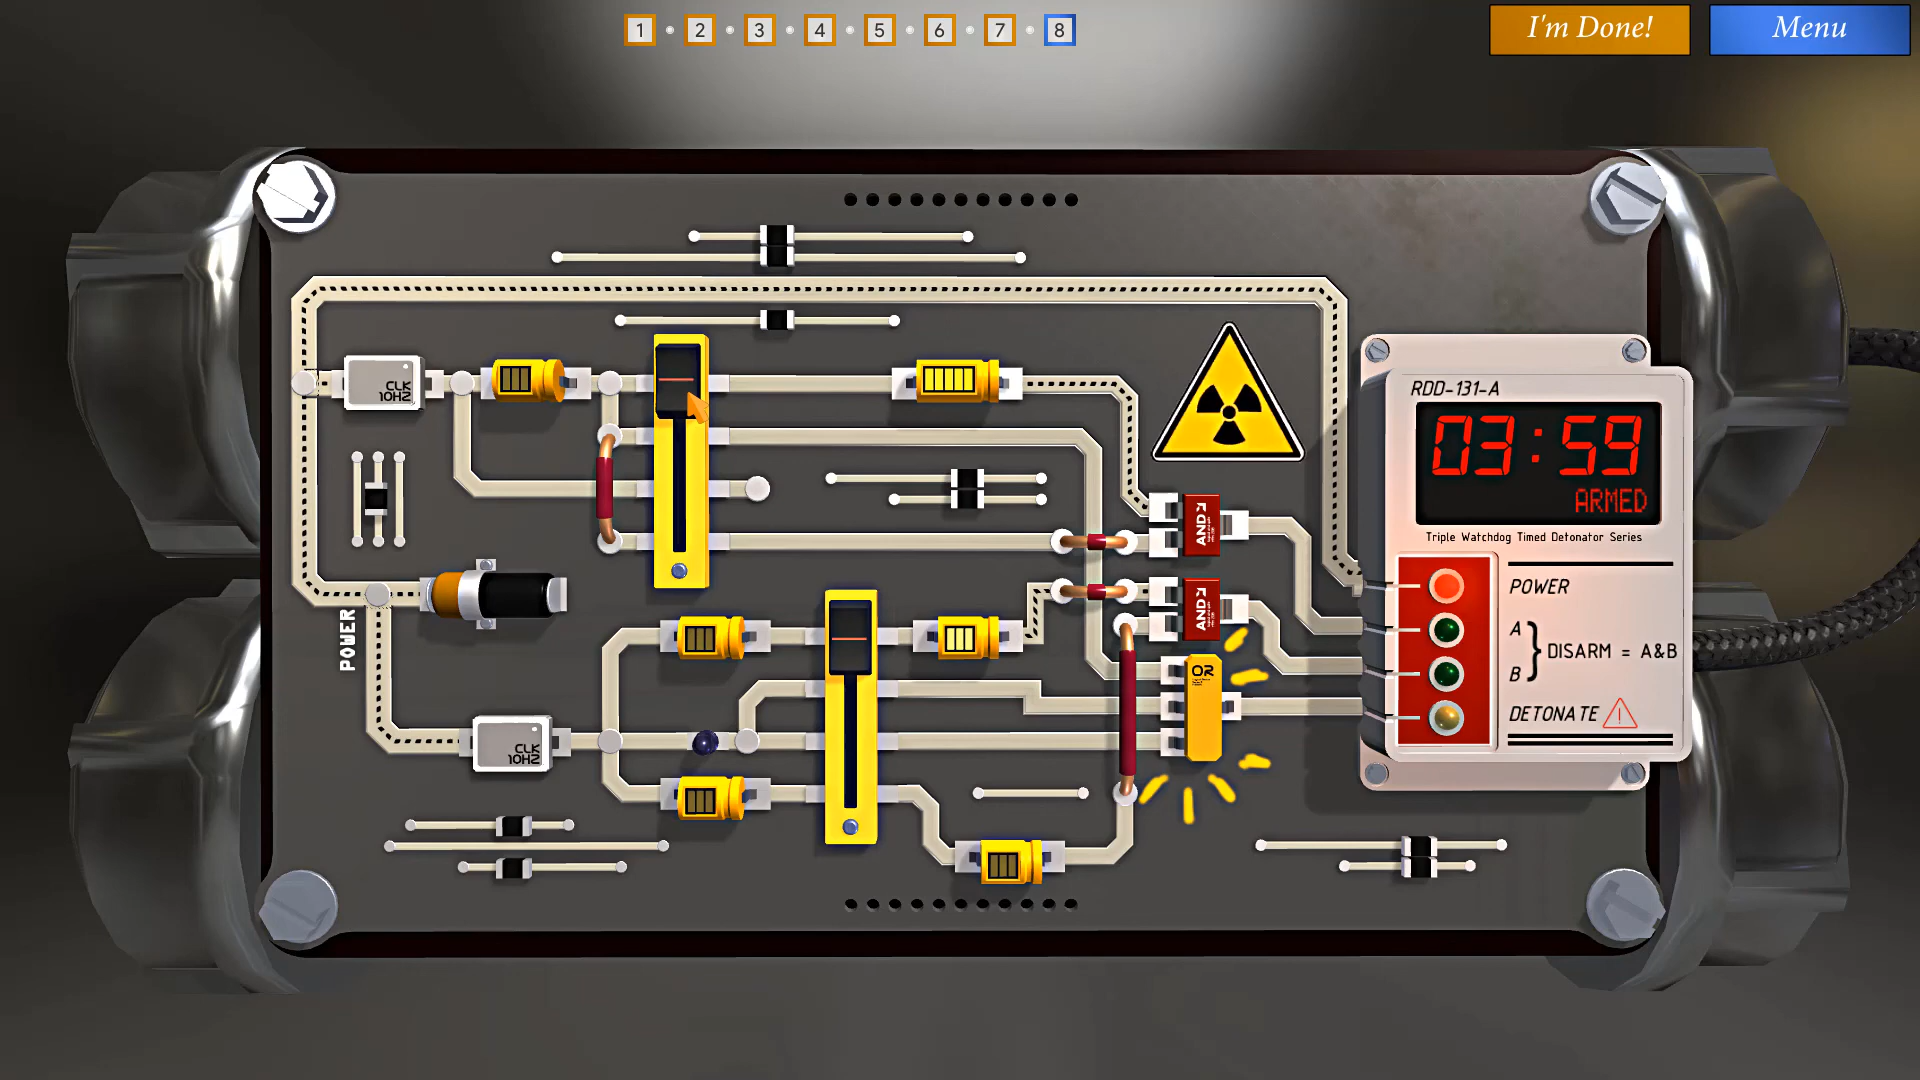 1 2 3 4 5 6 7 8
I'm Done!
Menu
CLK
10HZ
RDD-131-A
03:59
ARMED
Triple Watchdog Timed Detonator Series
AND
AND
OR
POWER
A
B
DISARM = A&B
DETONATE
POWER
CLK
10HZ